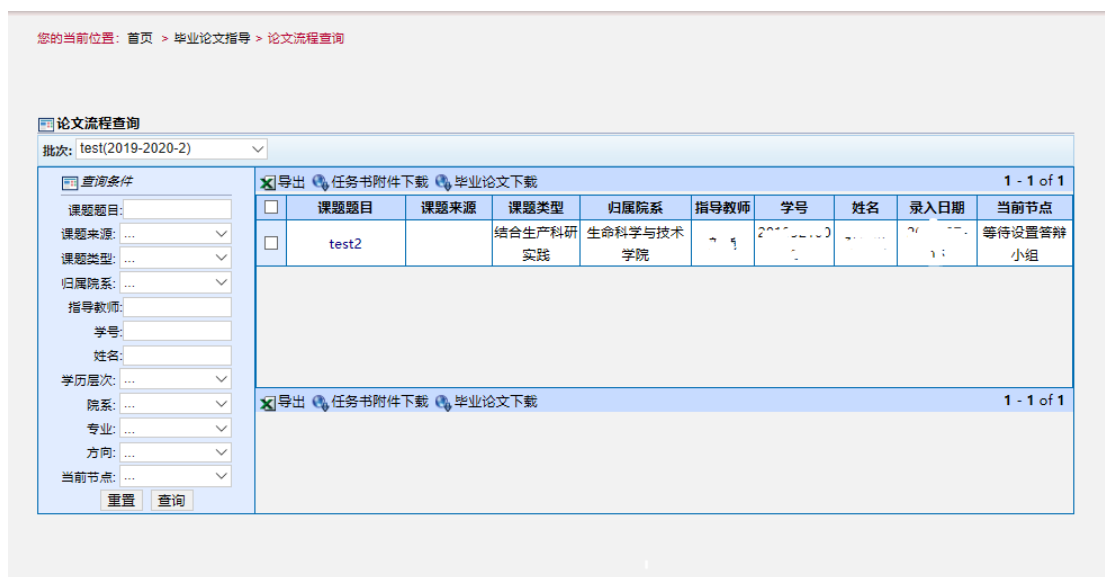 您的当前位置：首页 > 毕业论文指导 > 论文流程查询
论文流程查询
批次: test(2019-2020-2)
查询条件
课题题目:
课题来源: ...
课题类型: ...
归属院系: ...
指导教师:
学号:
姓名:
学历层次: ...
院系: ...
专业: ...
方向: ...
当前节点: ...
重置 查询
导出 任务书附件下载 毕业论文下载 1 - 1 of 1
课题题目 课题来源 课题类型 归属院系 指导教师 学号 姓名 录入日期 当前节点
test2 结合生产科研 生命科学与技术 等待设置答辩
实践 学院 小组
导出 任务书附件下载 毕业论文下载 1 - 1 of 1